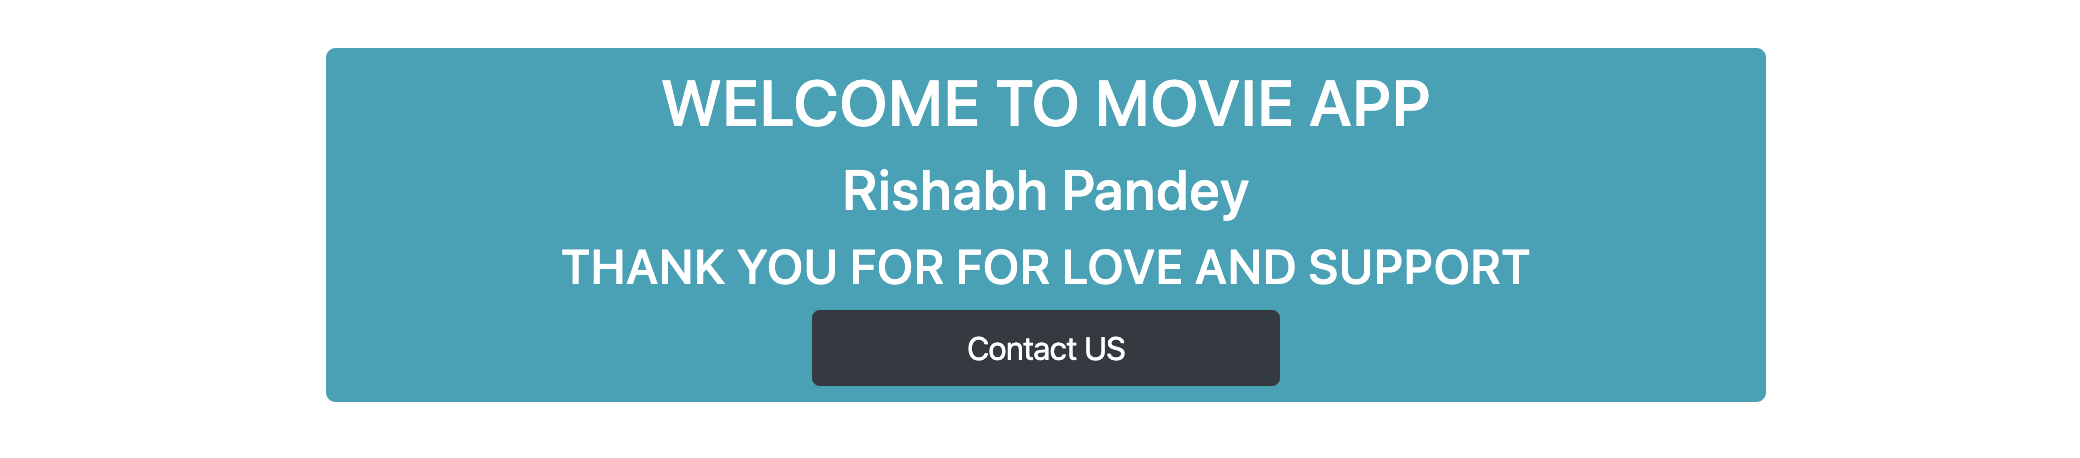 WELCOME TO MOVIE APP
Rishabh Pandey
THANK YOU FOR FOR LOVE AND SUPPORT
Contact US